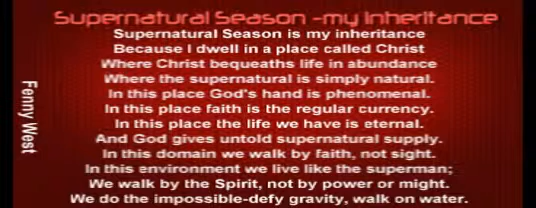 Supernatural Season -my Inheritance
Supernatural Season is my inheritance
Because I dwell in a place called Christ
Where Christ bequeaths life in abundance
Where the supernatural is simply natural.
In this place God's hand is phenomenal.
In this place faith is the regular currency.
In this place the life we have is eternal.
And God gives untold supernatural supply.
In this domain we walk by faith, not sight.
In this environment we live like the superman;
We walk by the Spirit, not by power or might.
We do the impossible-defy gravity, walk on water.
Fenny West